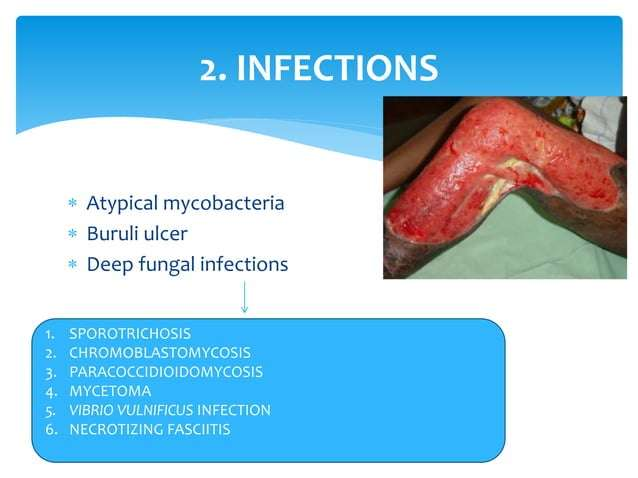 2. INFECTIONS
Atypical mycobacteria
Buruli ulcer
Deep fungal infections
1. SPOROTRICHOSIS
2. CHROMOBLASTOMYCOSIS
3. PARACOCCIDIOIDOMYCOSIS
4. MYCETOMA
5. VIBRIO VULNIFICUS INFECTION
6. NECROTIZING FASCIITIS